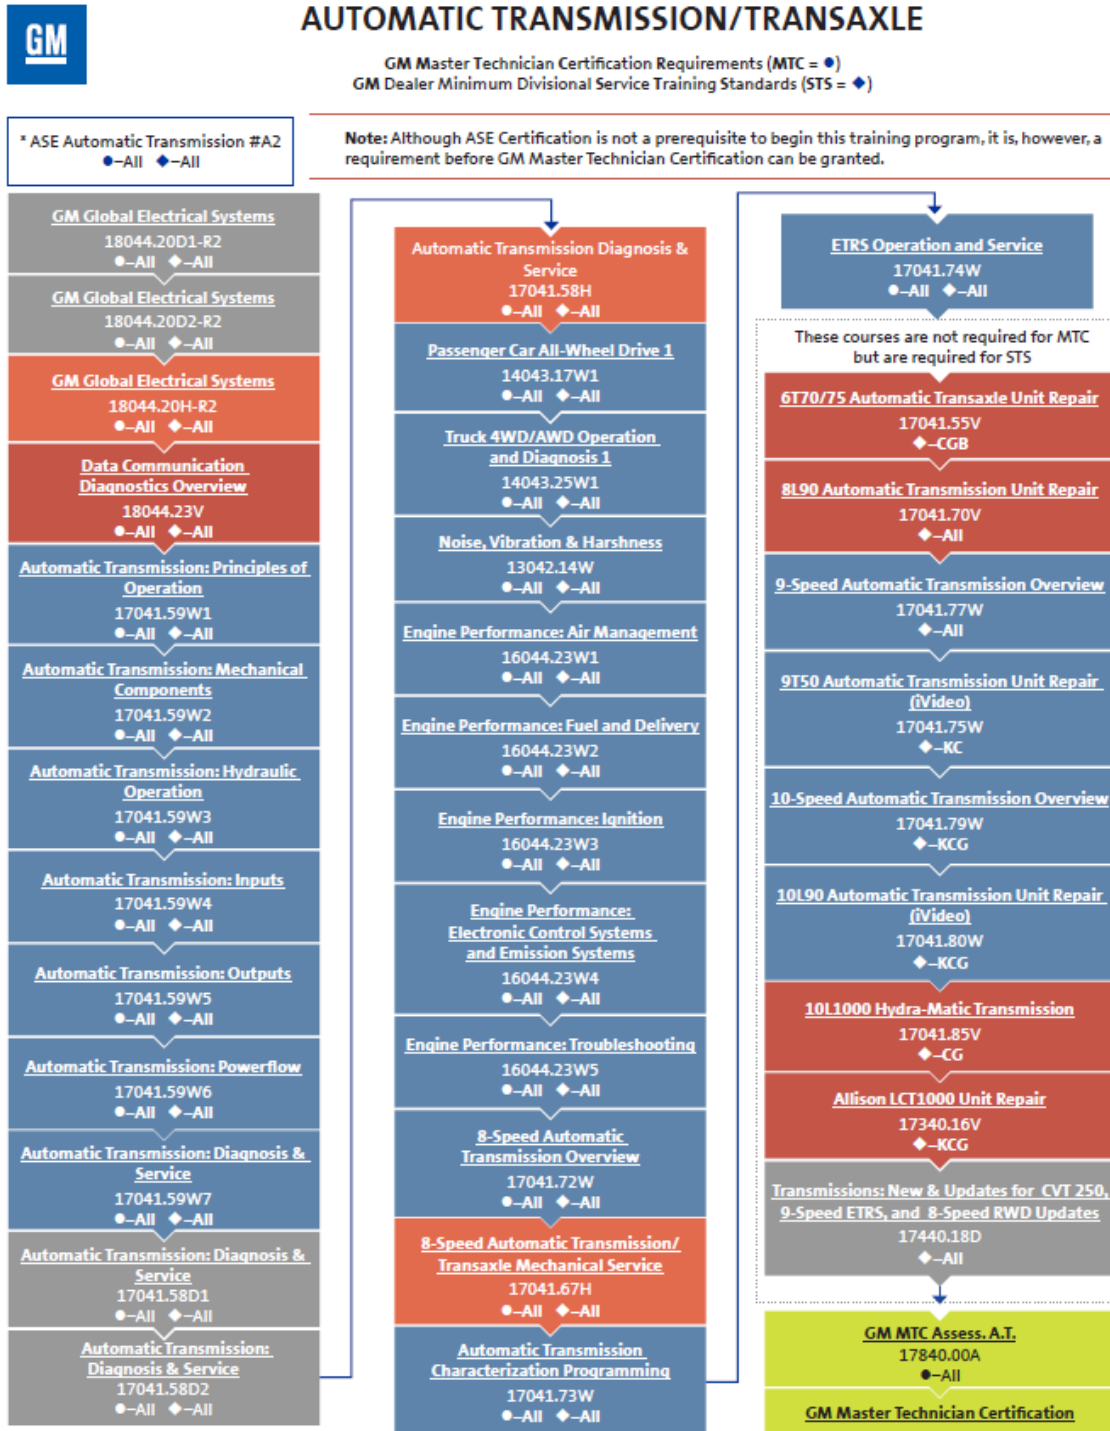 GM
AUTOMATIC TRANSMISSION/TRANSAXLE
GM Master Technician Certification Requirements (MTC = ●)
GM Dealer Minimum Divisional Service Training Standards (STS = ◆)
* ASE Automatic Transmission #A2
●–All ◆–All
Note: Although ASE Certification is not a prerequisite to begin this training program, it is, however, a
requirement before GM Master Technician Certification can be granted.
GM Global Electrical Systems
18044.20D1-R2
●–All ◆–All
GM Global Electrical Systems
18044.20D2-R2
●–All ◆–All
GM Global Electrical Systems
18044.20H-R2
●–All ◆–All
Data Communication
Diagnostics Overview
18044.23V
●–All ◆–All
Automatic Transmission: Principles of
Operation
17041.59W1
●–All ◆–All
Automatic Transmission: Mechanical
Components
17041.59W2
●–All ◆–All
Automatic Transmission: Hydraulic
Operation
17041.59W3
●–All ◆–All
Automatic Transmission: Inputs
17041.59W4
●–All ◆–All
Automatic Transmission: Outputs
17041.59W5
●–All ◆–All
Automatic Transmission: Powerflow
17041.59W6
●–All ◆–All
Automatic Transmission: Diagnosis &
Service
17041.59W7
●–All ◆–All
Automatic Transmission: Diagnosis &
Service
17041.58D1
●–All ◆–All
Automatic Transmission:
Diagnosis & Service
17041.58D2
●–All ◆–All
Automatic Transmission Diagnosis &
Service
17041.58H
●–All ◆–All
Passenger Car All-Wheel Drive 1
14043.17W1
●–All ◆–All
Truck 4WD/AWD Operation
and Diagnosis 1
14043.25W1
●–All ◆–All
Noise, Vibration & Harshness
13042.14W
●–All ◆–All
Engine Performance: Air Management
16044.23W1
●–All ◆–All
Engine Performance: Fuel and Delivery
16044.23W2
●–All ◆–All
Engine Performance: Ignition
16044.23W3
●–All ◆–All
Engine Performance:
Electronic Control Systems
and Emission Systems
16044.23W4
●–All ◆–All
Engine Performance: Troubleshooting
16044.23W5
●–All ◆–All
8-Speed Automatic
Transmission Overview
17041.72W
●–All ◆–All
8-Speed Automatic Transmission/
Transaxle Mechanical Service
17041.67H
●–All ◆–All
Automatic Transmission
Characterization Programming
17041.73W
●–All ◆–All
ETRS Operation and Service
17041.74W
●–All ◆–All
These courses are not required for MTC
but are required for STS
6T70/75 Automatic Transaxle Unit Repair
17041.55V
◆–CGB
8L90 Automatic Transmission Unit Repair
17041.70V
◆–All
9-Speed Automatic Transmission Overview
17041.77W
◆–All
9T50 Automatic Transmission Unit Repair
(iVideo)
17041.75W
◆–KC
10-Speed Automatic Transmission Overview
17041.79W
◆–KCG
10L90 Automatic Transmission Unit Repair
(iVideo)
17041.80W
◆–KCG
10L1000 Hydra-Matic Transmission
17041.85V
◆–CG
Allison LCT1000 Unit Repair
17340.16V
◆–KCG
Transmissions: New & Updates for CVT 250,
9-Speed ETRS, and 8-Speed RWD Updates
17440.18D
◆–All
GM MTC Assess. A.T.
17840.00A
●–All
GM Master Technician Certification